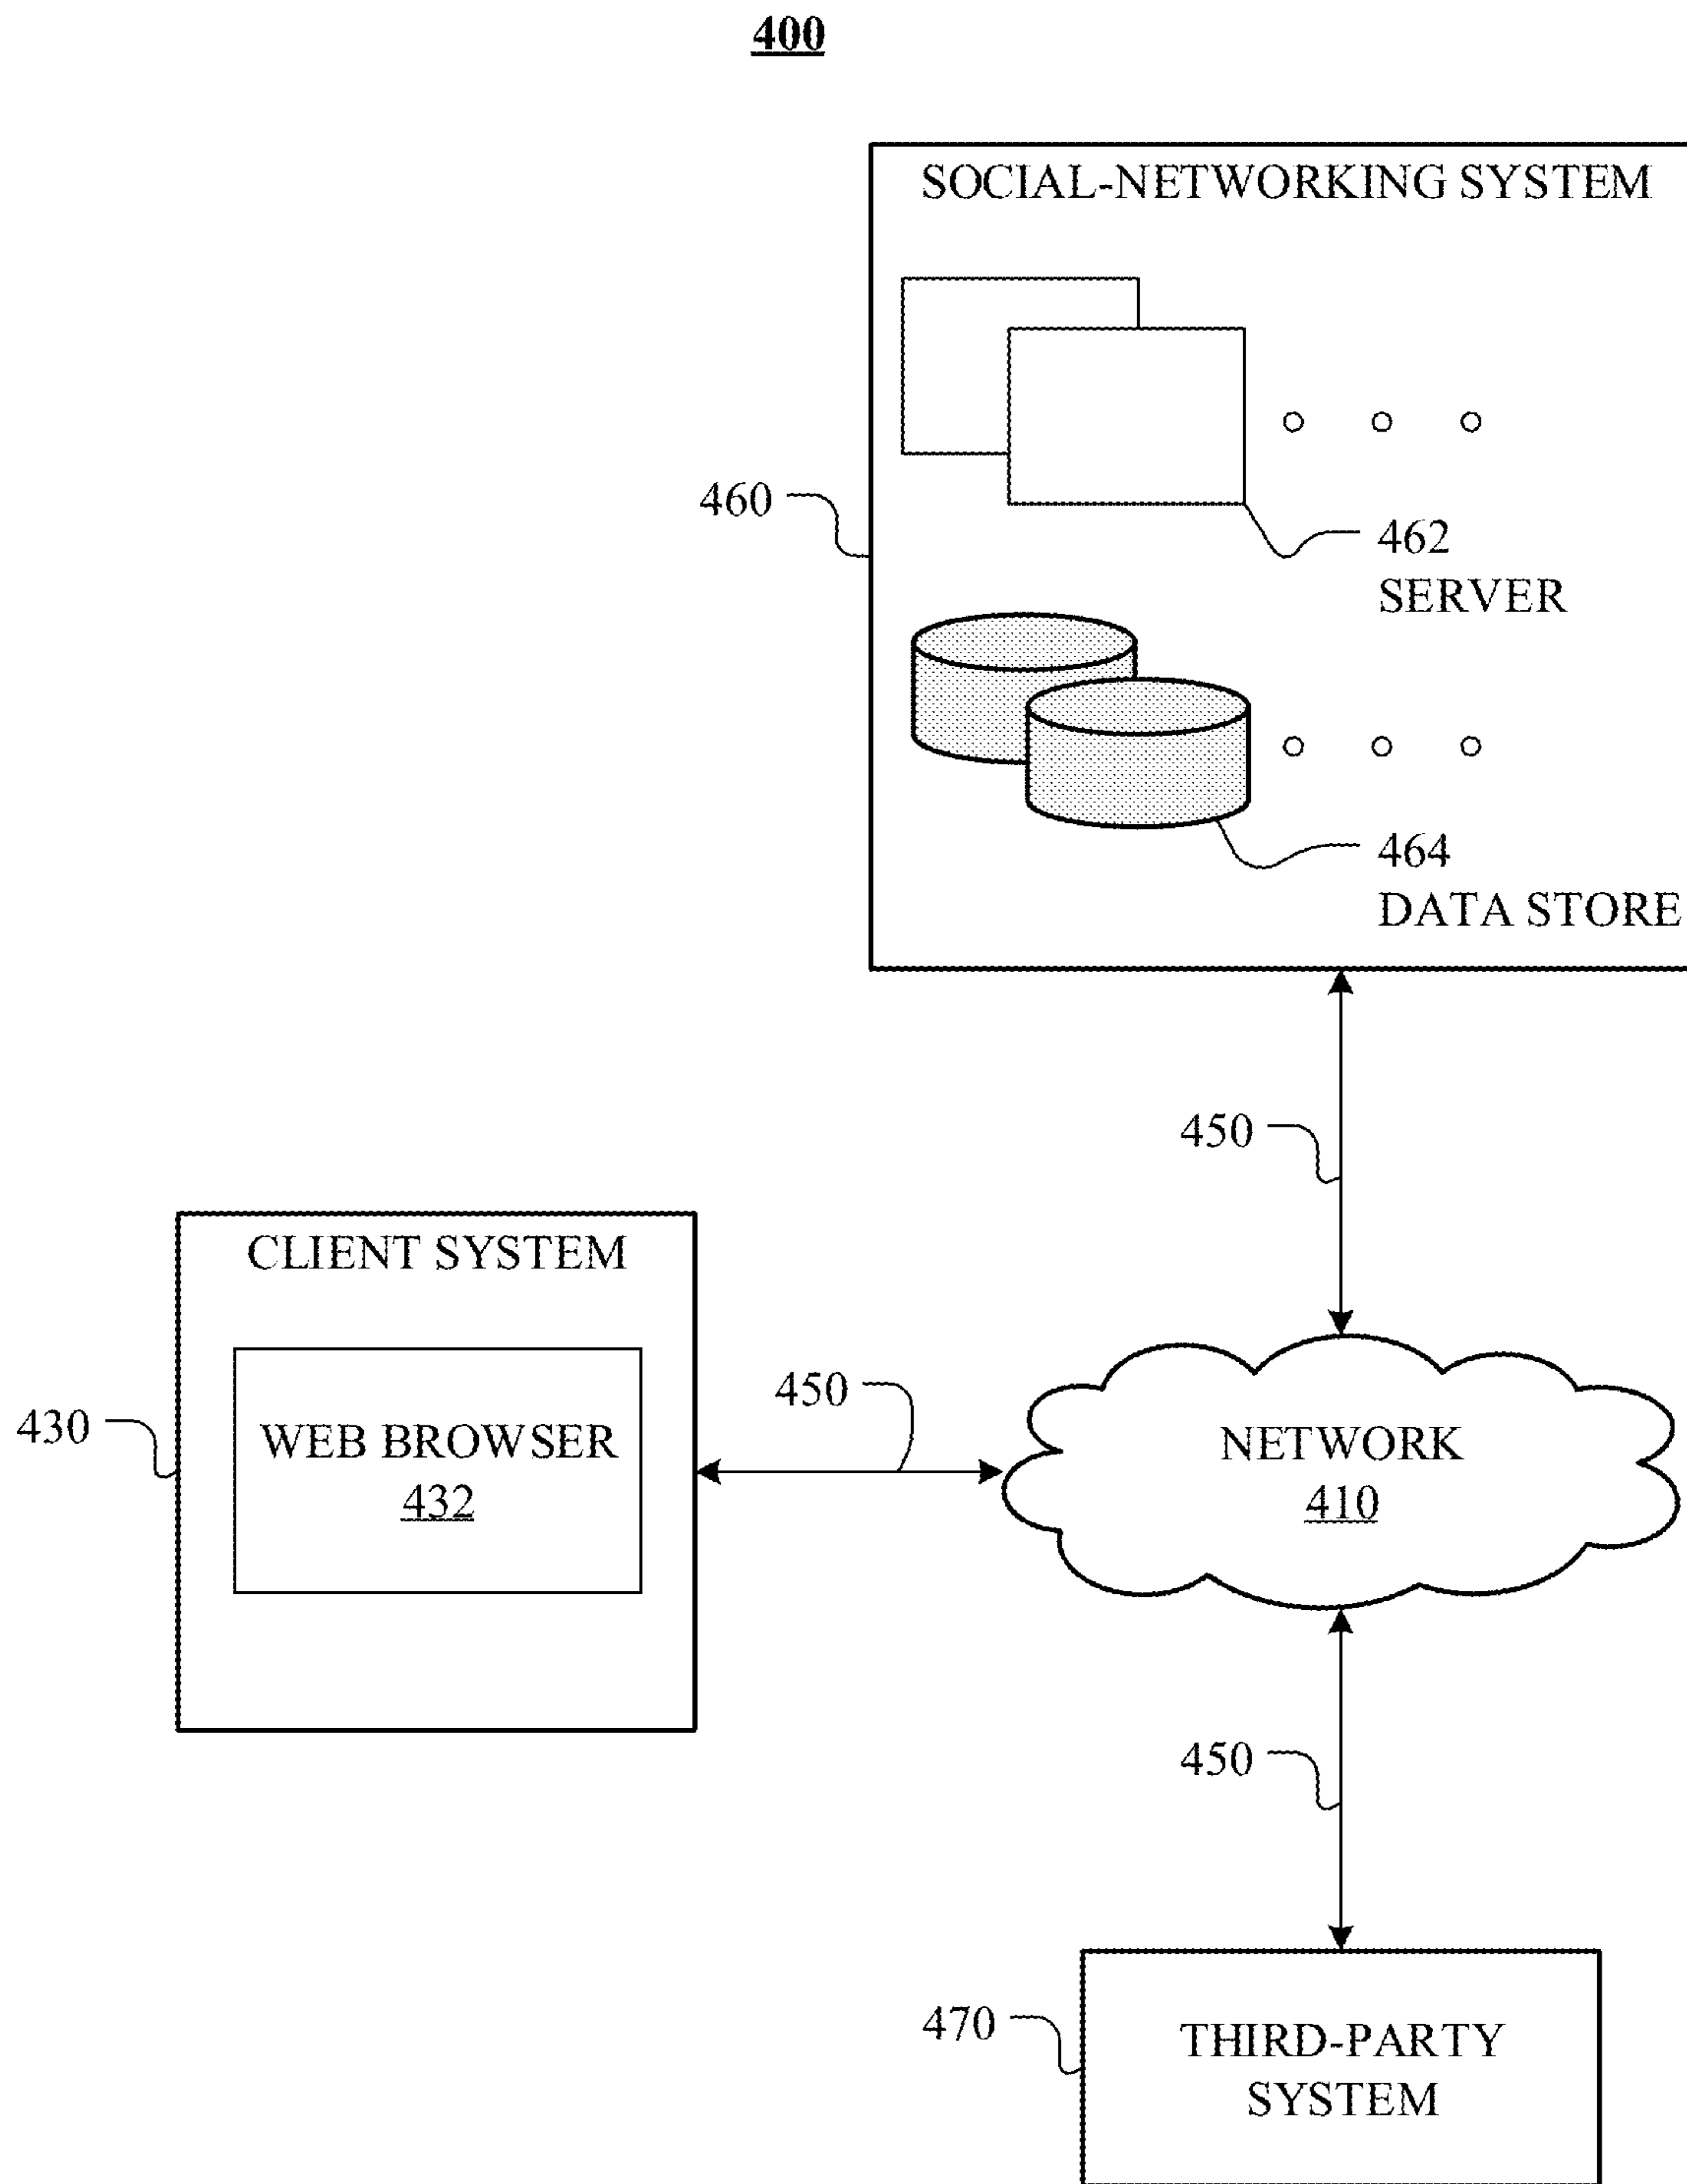 400
SOCIAL-NETWORKING SYSTEM
460
462
SERVER
464
DATA STORE
450
CLIENT SYSTEM
430
WEB BROWSER
432
450
NETWORK
410
450
470
THIRD-PARTY
SYSTEM